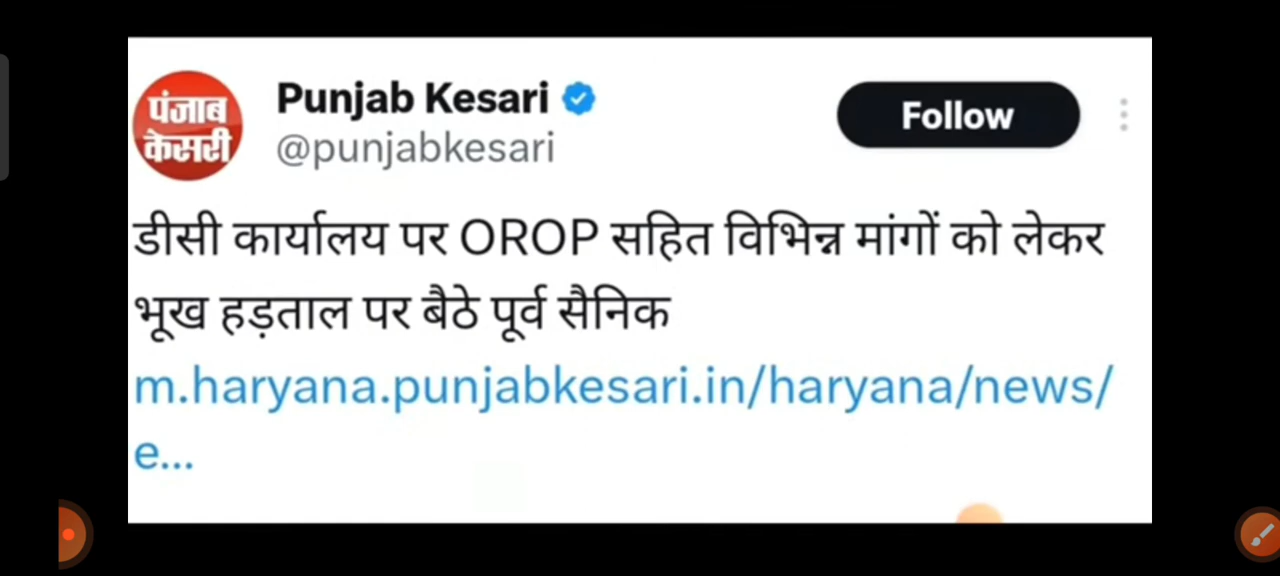 पंजाब
केसरी
Punjab Kesari
@punjabkesari
Follow
डीसी कार्यालय पर OROP सहित विभिन्न मांगों को लेकर
भूख हड़ताल पर बैठे पूर्व सैनिक
m.haryana.punjabkesari.in/haryana/news/
e...